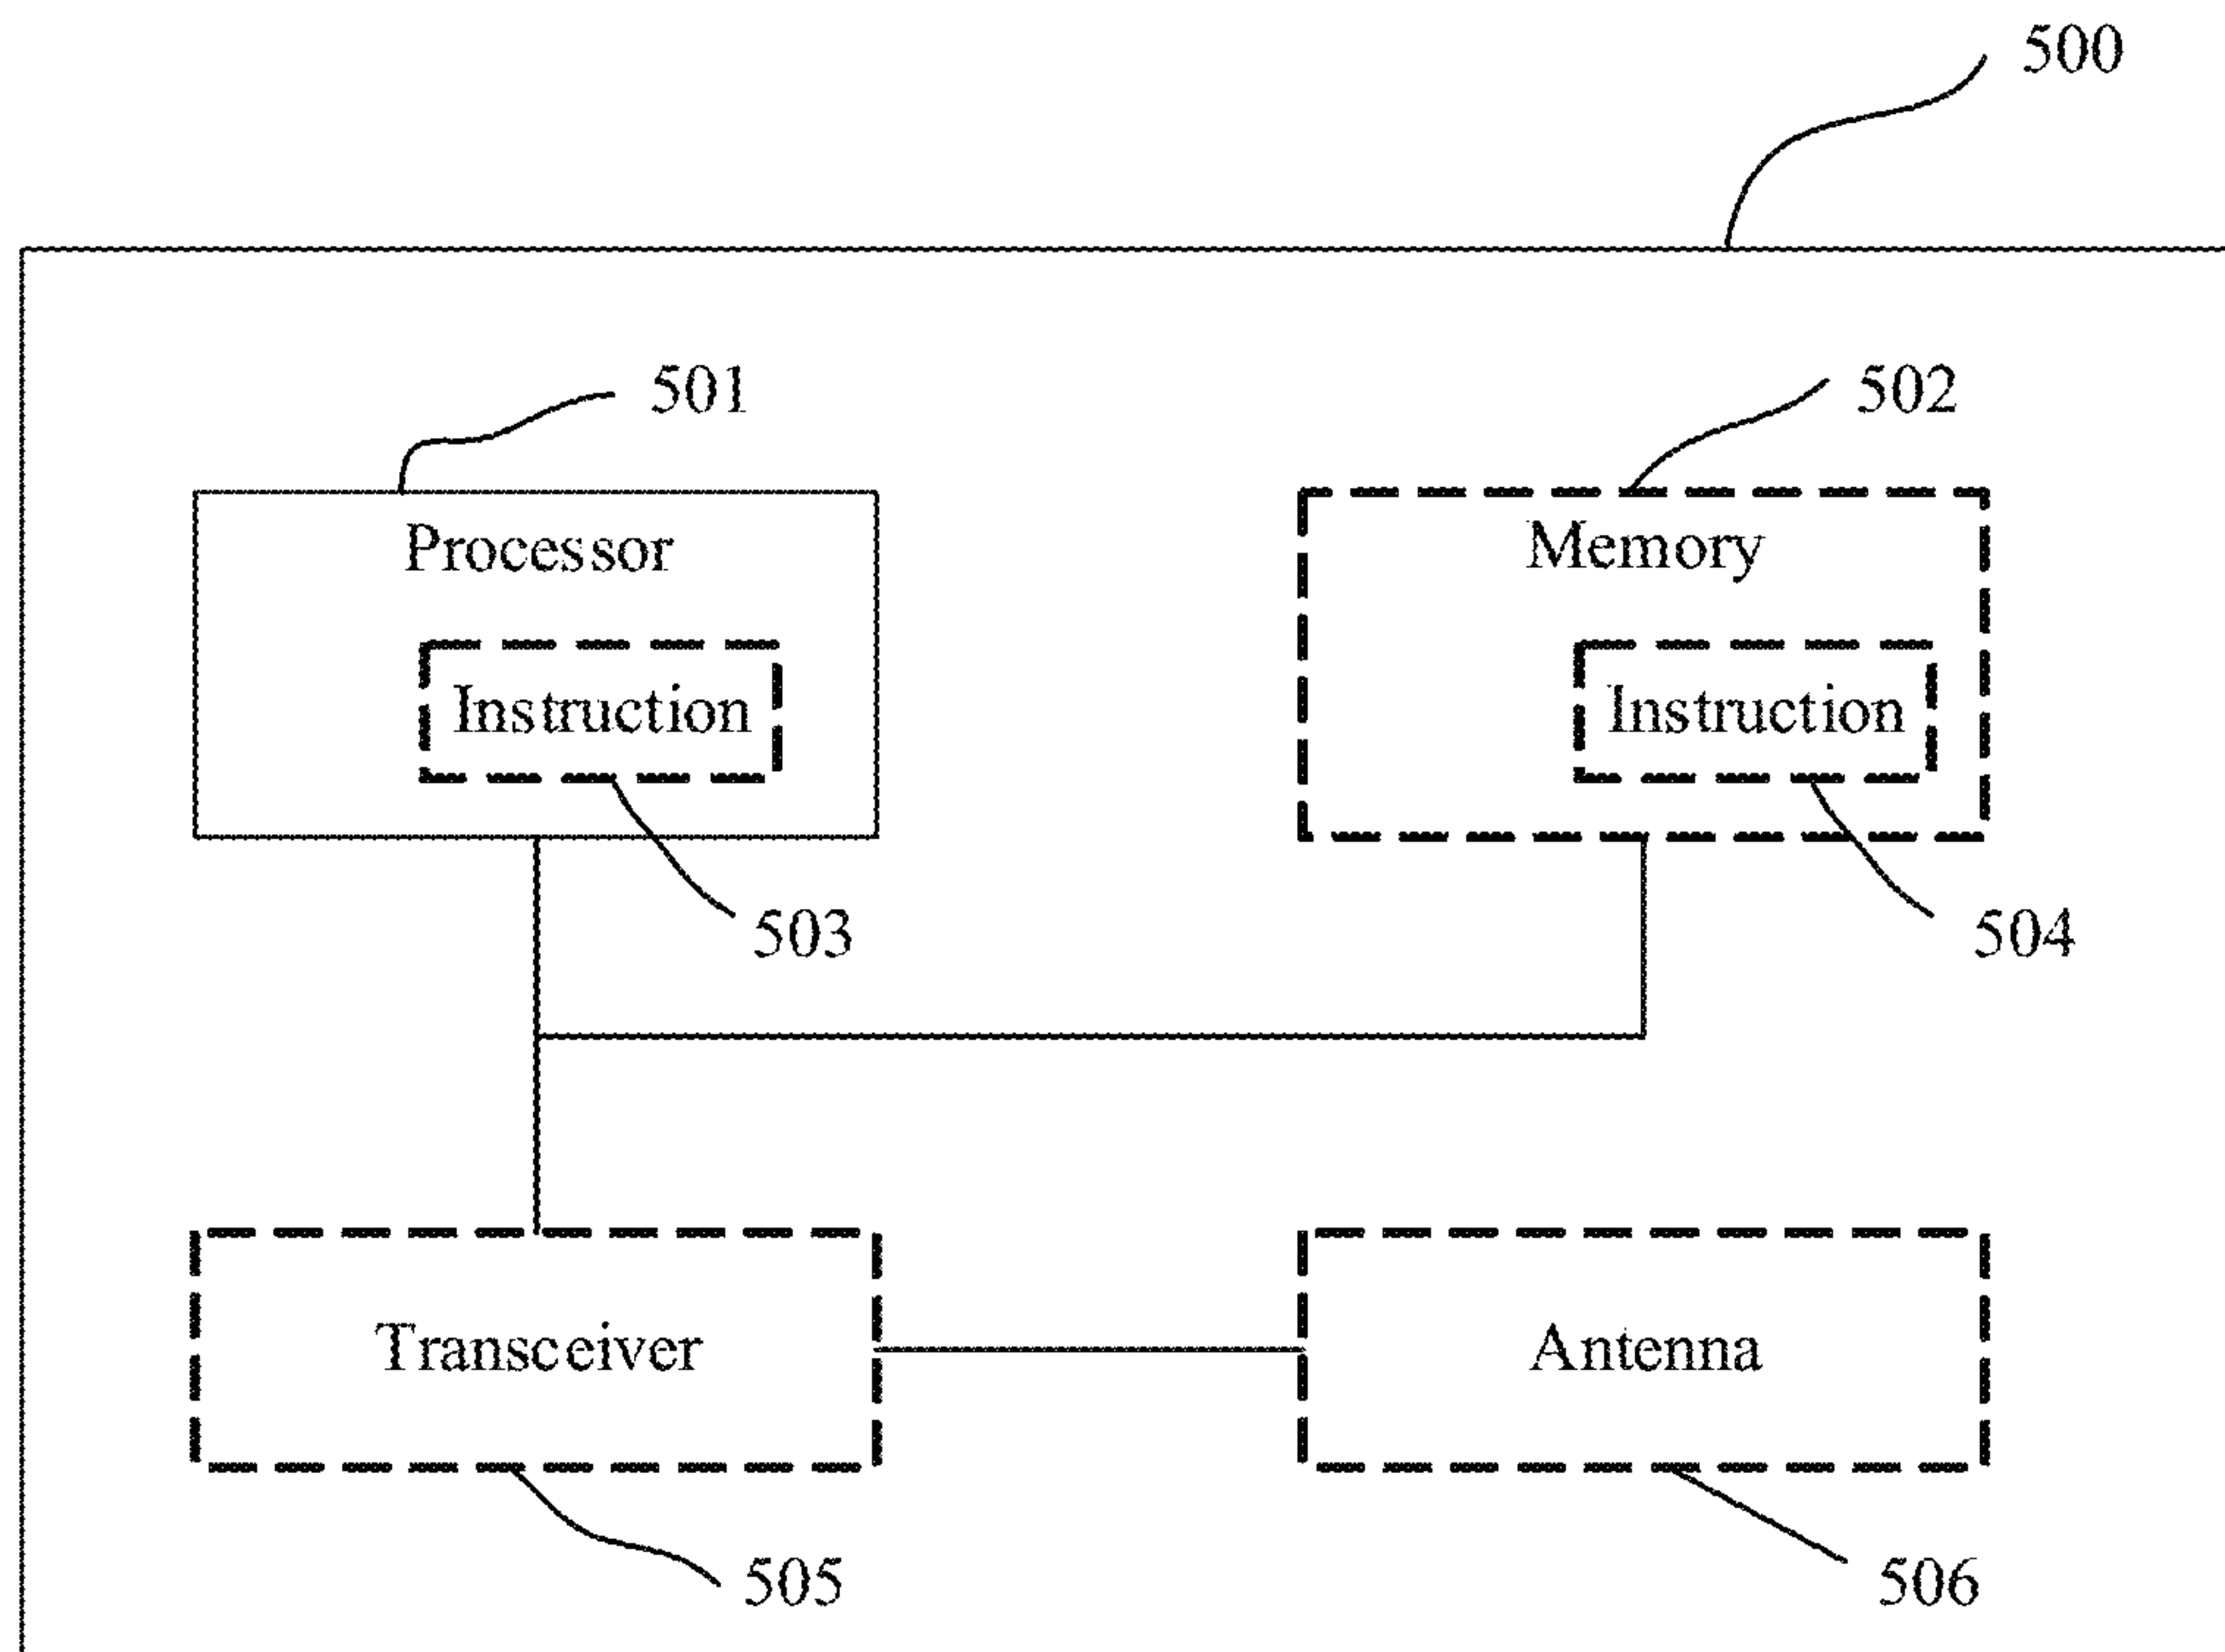 500
501
502
Processor
Memory
Instruction
Instruction
503
504
Transceiver
Antenna
505
506